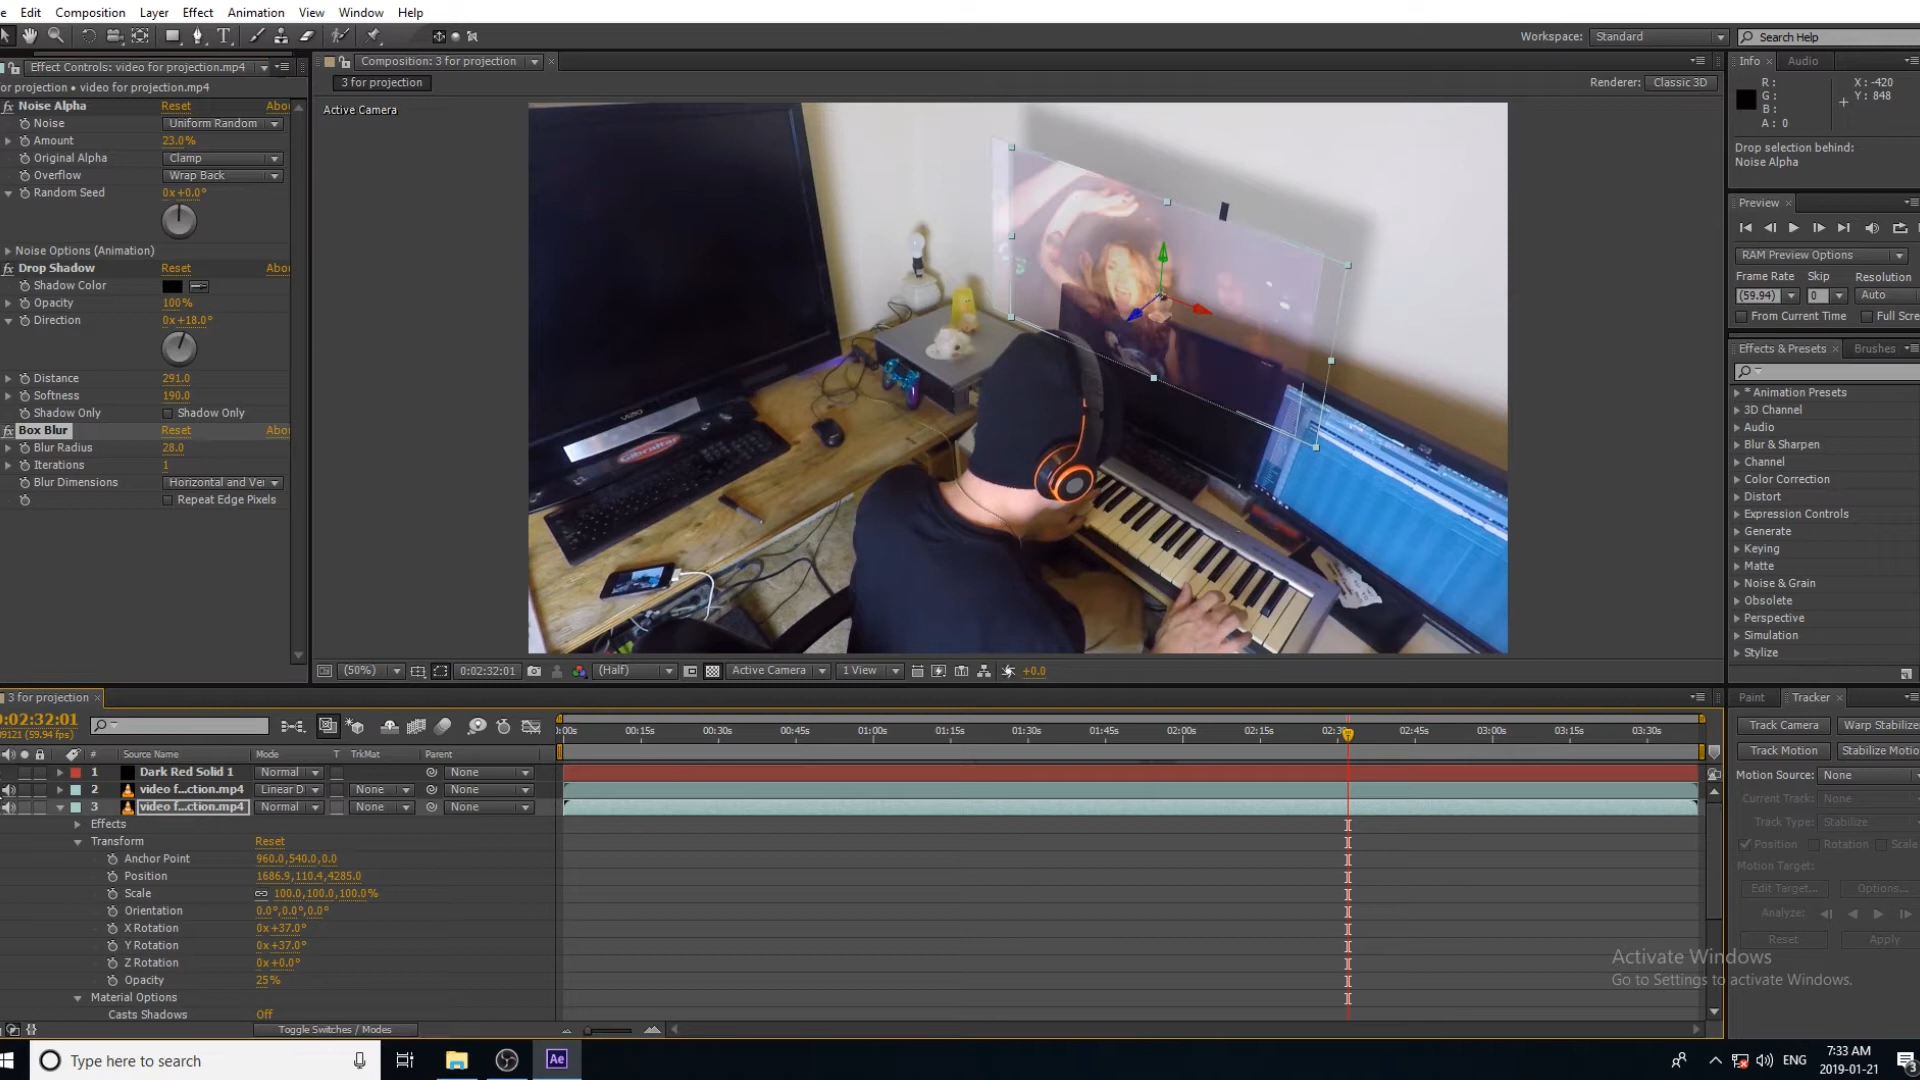 Edit Composition Layer Effect Animation View Window Help
Workspace: Standard Search Help
Effect Controls: video for projection.mp4
Composition: 3 for projection
Info Audio
or projection • video for projection.mp4
3 for projection
Renderer: Classic 3D
R: X: -420
G: Y: 848
B:
A: 0
Active Camera
Noise Alpha Reset Abou
Noise Uniform Random
Amount 23.0%
Original Alpha Clamp
Overflow Wrap Back
Random Seed 0x+0.0°
Noise Options (Animation)
Drop Shadow Reset Abou
Shadow Color
Opacity 100%
Direction 0x+18.0°
Distance 291.0
Softness 190.0
Shadow Only Shadow Only
Box Blur Reset Abou
Blur Radius 28.0
Iterations 1
Blur Dimensions Horizontal and Ver
Repeat Edge Pixels
Gibraltar
Drop selection behind:
Noise Alpha
Preview
RAM Preview Options
Frame Rate Skip Resolution
(59.94) 0 Auto
From Current Time Full Scre
Effects & Presets Brushes
* Animation Presets
3D Channel
Audio
Blur & Sharpen
Channel
Color Correction
Distort
Expression Controls
Generate
Keying
Matte
Noise & Grain
Obsolete
Perspective
Simulation
Stylize
(50%) 0:02:32:01 (Half) Active Camera 1 View +0.0
3 for projection
0:02:32:01
09121 (59.94 fps)
:00s 00:15s 00:30s 00:45s 01:00s 01:15s 01:30s 01:45s 02:00s 02:15s 02:3 02:45s 03:00s 03:15s 03:30s
# Source Name Mode T TrkMat Parent
1 Dark Red Solid 1 Normal None
2 video f...ction.mp4 Linear D None None
3 video f...ction.mp4 Normal None None
Effects
Transform Reset
Anchor Point 960.0,540.0,0.0
Position 1686.9,110.4,4285.0
Scale 100.0,100.0,100.0%
Orientation 0.0°,0.0°,0.0°
X Rotation 0x+37.0°
Y Rotation 0x+37.0°
Z Rotation 0x+0.0°
Opacity 25%
Material Options
Casts Shadows Off
Toggle Switches / Modes
Paint Tracker
Track Camera Warp Stabilize
Track Motion Stabilize Motio
Motion Source: None
Current Track: None
Track Type: Stabilize
Position Rotation Scale
Motion Target:
Edit Target... Options...
Analyze:
Reset Apply
Activate Windows
Go to Settings to activate Windows.
Type here to search
Ae
ENG
7:33 AM
2019-01-21
3